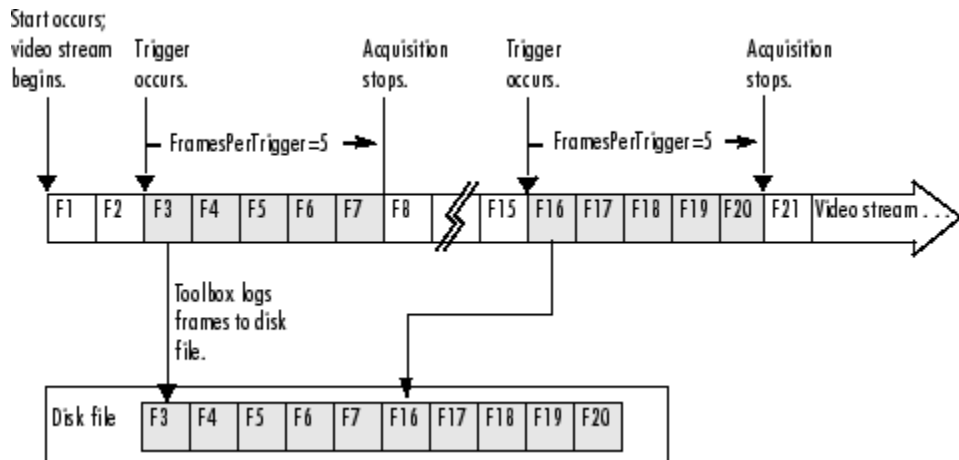 Start occurs;
video stream
begins.
Trigger
occurs.
Acquisition
stops.
Trigger
occurs.
Acquisition
stops.
FramesPerTrigger=5
FramesPerTrigger=5
F1 F2 F3 F4 F5 F6 F7 F8 F15 F16 F17 F18 F19 F20 F21 Video stream . . .
Toolbox logs
frames to disk
file.
Disk file F3 F4 F5 F6 F7 F16 F17 F18 F19 F20